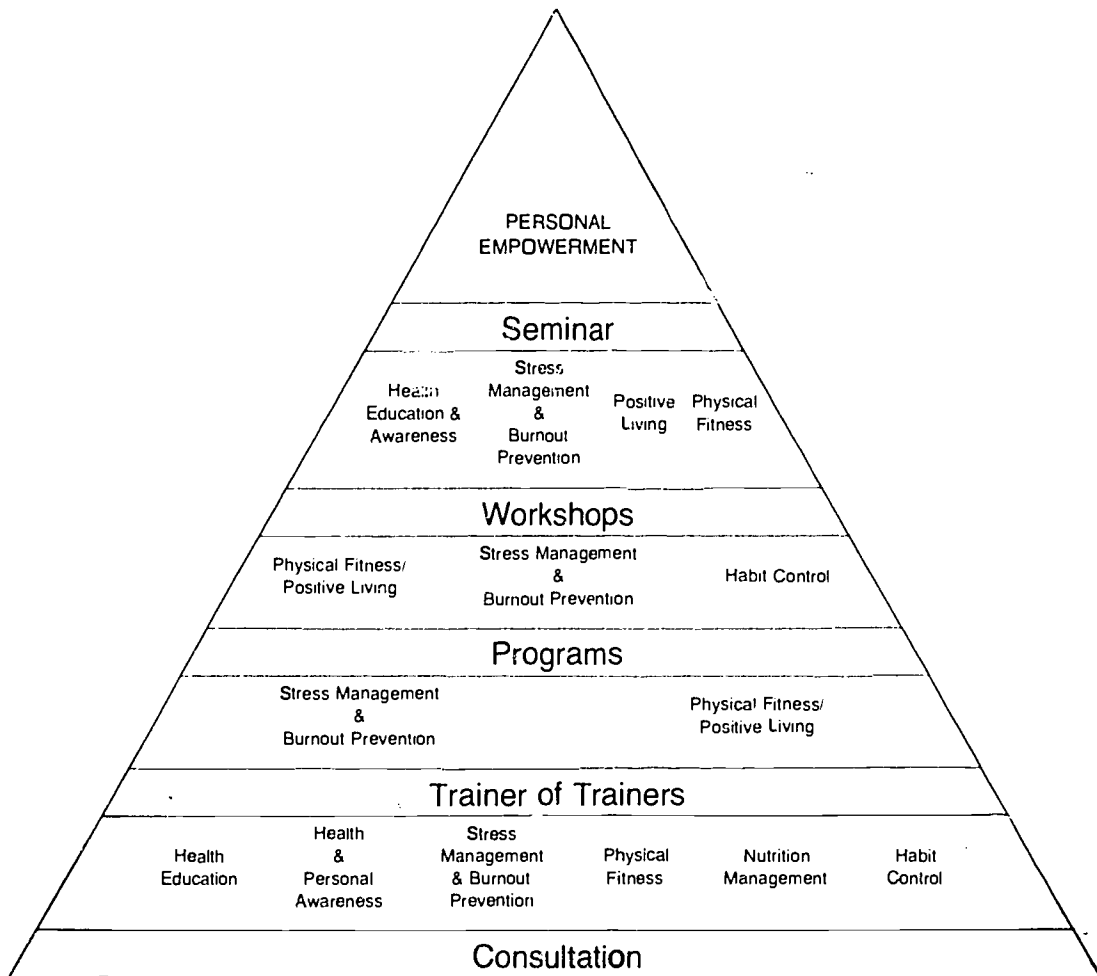 PERSONAL
EMPOWERMENT
Seminar
Health
Education &
Awareness
Stress
Management
&
Burnout
Prevention
Positive
Living
Physical
Fitness
Workshops
Physical Fitness/
Positive Living
Stress Management
&
Burnout Prevention
Habit Control
Programs
Stress Management
&
Burnout Prevention
Physical Fitness/
Positive Living
Trainer of Trainers
Health
Education
Health
&
Personal
Awareness
Stress
Management
& Burnout
Prevention
Physical
Fitness
Nutrition
Management
Habit
Control
Consultation